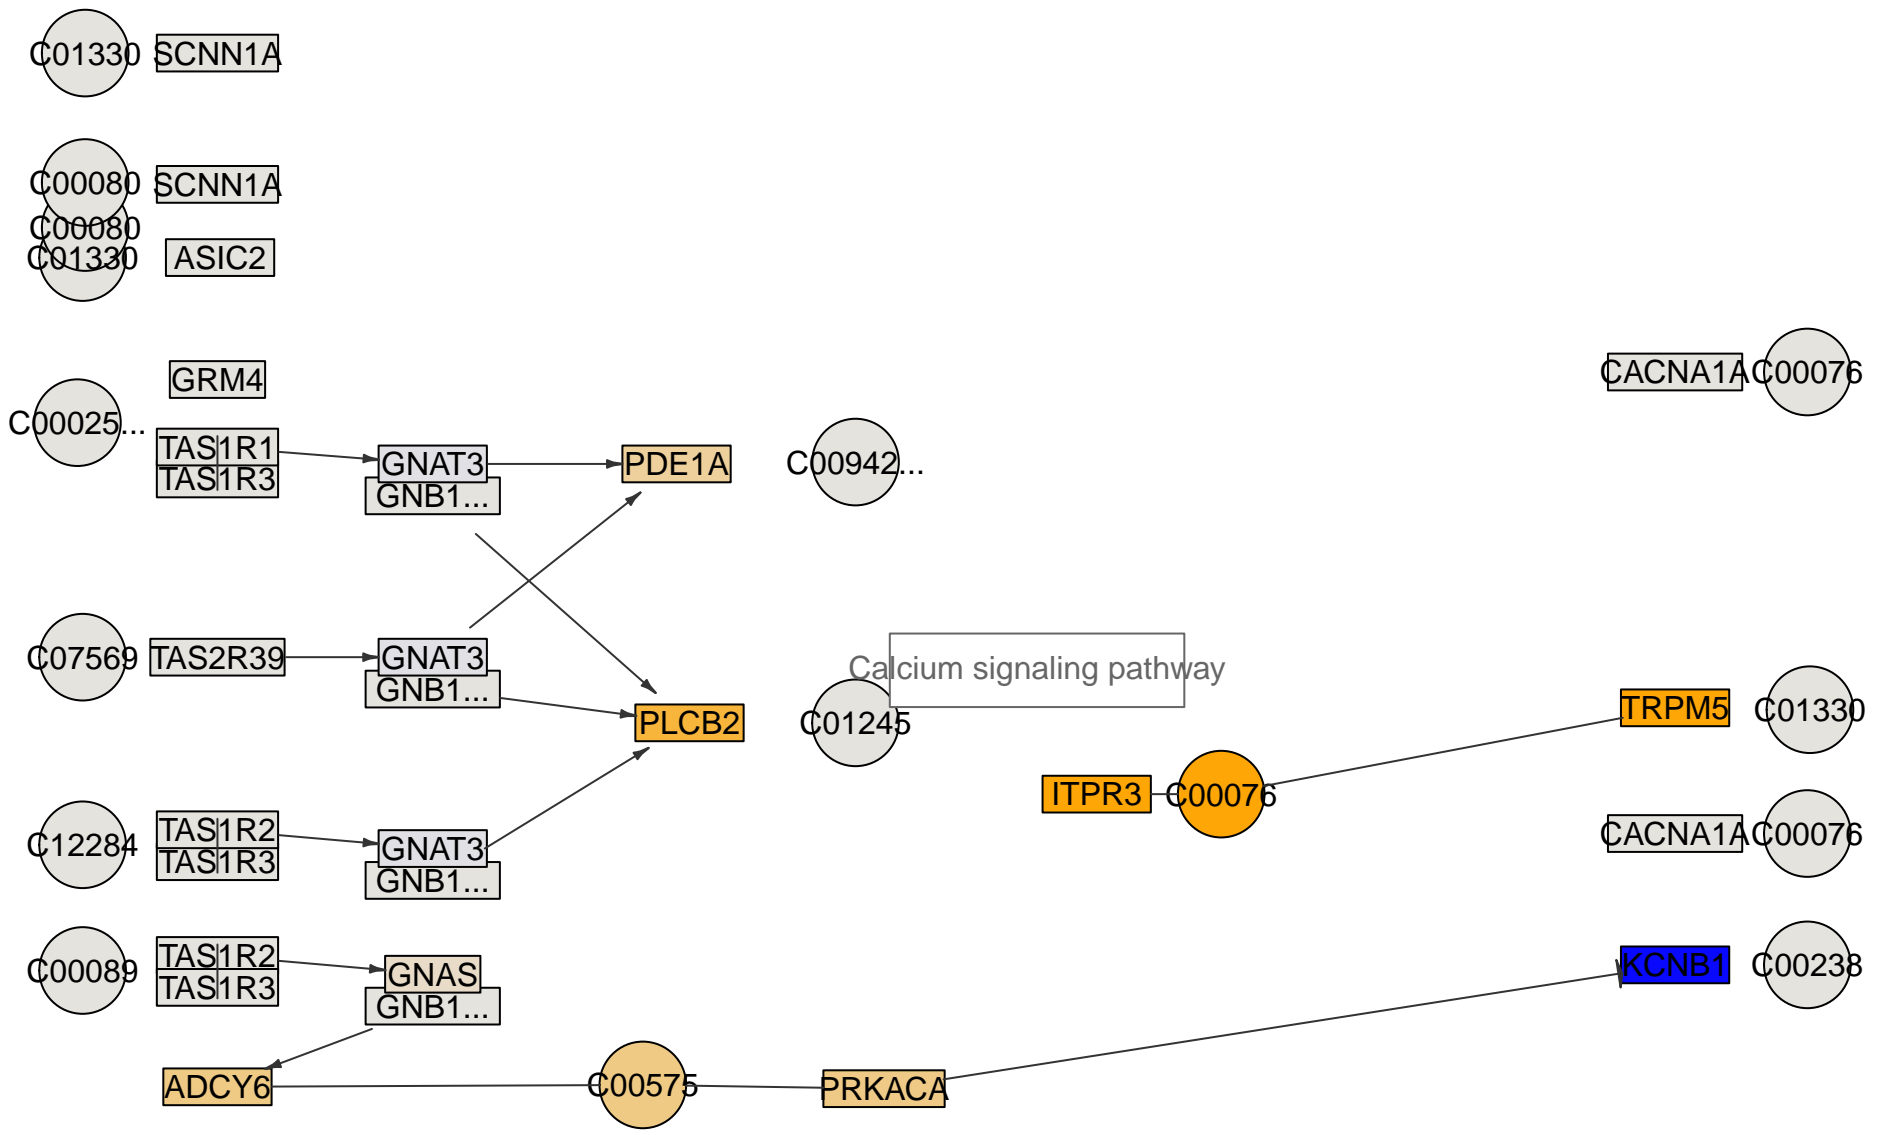 C01330 SCNN1A
C00080 SCNN1A
C00080
C01330 ASIC2
GRM4
CACNA1A C00076
C00025...
TAS1R1
GNAT3 PDE1A C00942...
TAS1R3
GNB1...
C07569 TAS2R39 GNAT3
Calcium signaling pathway
GNB1...
PLCB2 C01245
TRPM5 C01330
ITPR3 C00076
TAS1R2
CACNA1A C00076
C12284
GNAT3
TAS1R3
GNB1...
TAS1R2
KCNB1 C00238
C00089
GNAS
TAS1R3
GNB1...
ADCY6 C00575 PRKACA